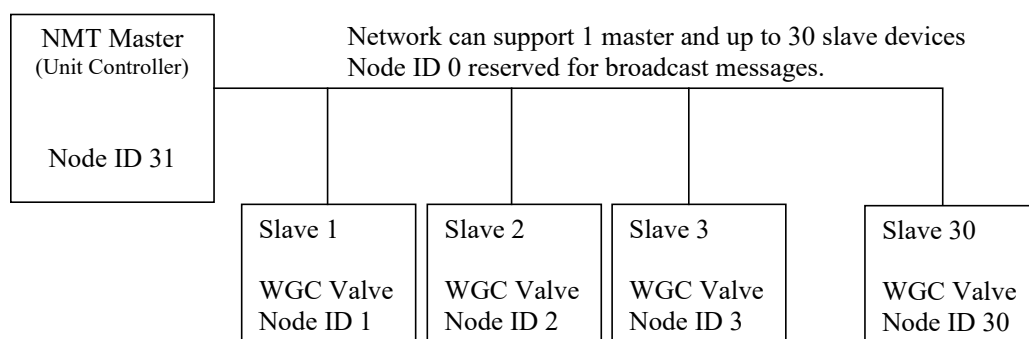 NMT Master
(Unit Controller)
Node ID 31
Network can support 1 master and up to 30 slave devices
Node ID 0 reserved for broadcast messages.
Slave 1
WGC Valve
Node ID 1
Slave 2
WGC Valve
Node ID 2
Slave 3
WGC Valve
Node ID 3
Slave 30
WGC Valve
Node ID 30